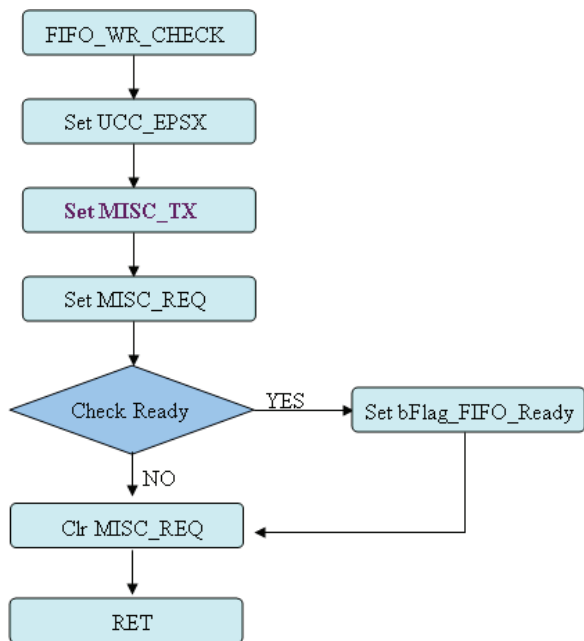 FIFO_WR_CHECK
Set UCC_EPSX
Set MISC_TX
Set MISC_REQ
Check Ready
YES
Set bFlag_FIFO_Ready
NO
Clr MISC_REQ
RET